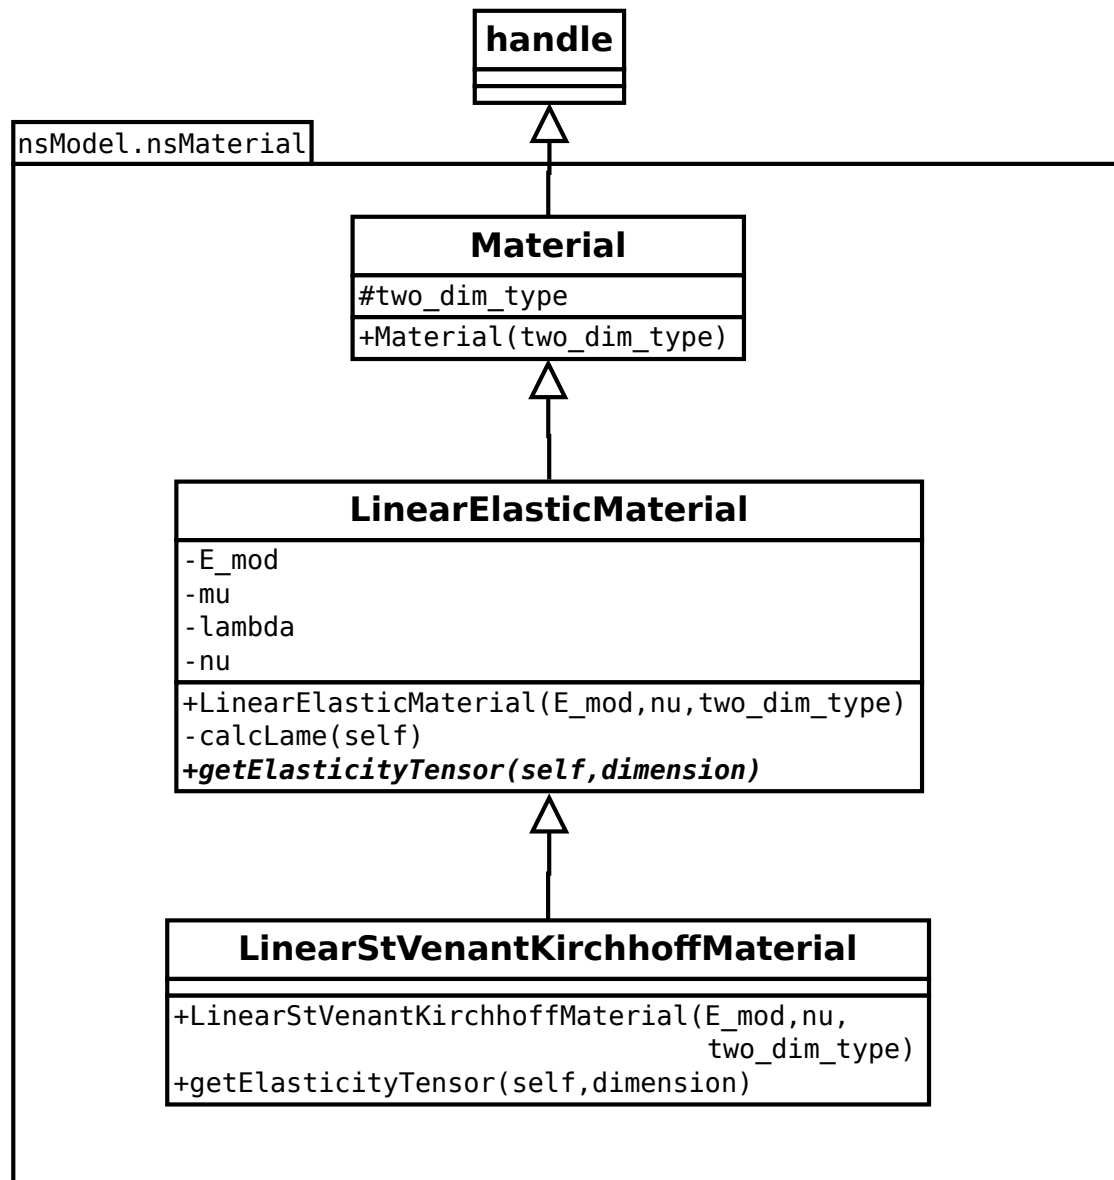 handle
nsModel.nsMaterial
Material
#two_dim_type
+Material(two_dim_type)
LinearElasticMaterial
-E_mod
-mu
-lambda
-nu
+LinearElasticMaterial(E_mod,nu,two_dim_type)
-calcLame(self)
+getElasticityTensor(self,dimension)
LinearStVenantKirchhoffMaterial
+LinearStVenantKirchhoffMaterial(E_mod,nu,
two_dim_type)
+getElasticityTensor(self,dimension)